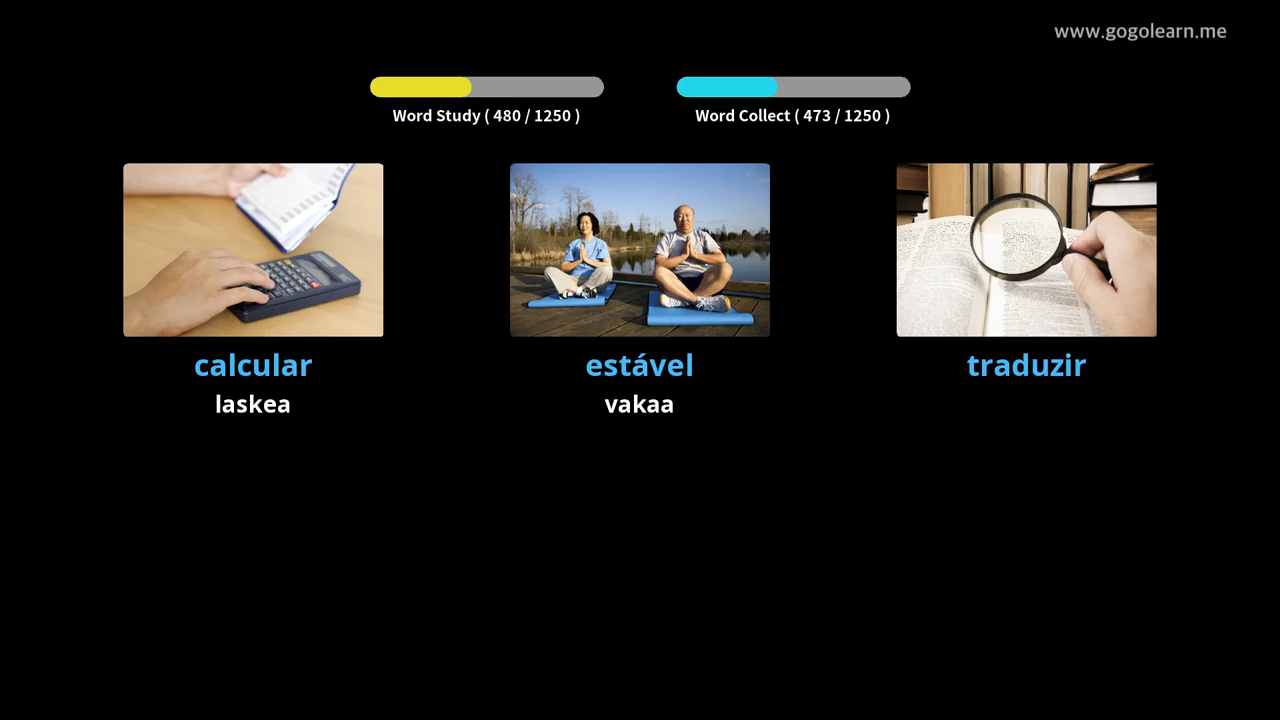 www.gogolearn.me
Word Study ( 480 / 1250 )
Word Collect ( 473 / 1250 )
calcular
estável
traduzir
laskea
vakaa